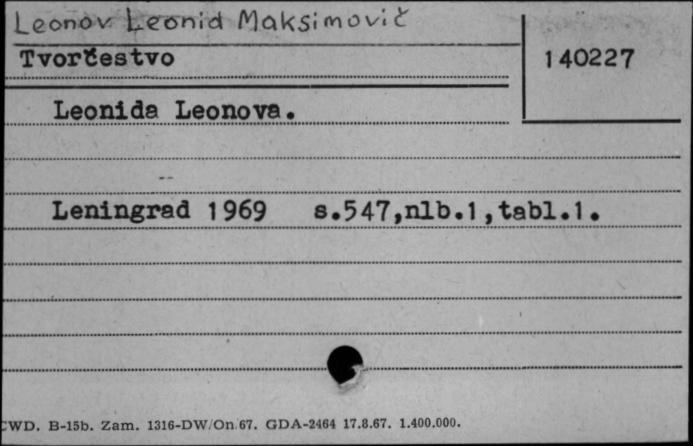 Leonov Leonid Maksimovič
Tvorčestvo
140227
Leonida Leonova.
Leningrad 1969 s.547,nlb.1,tabl.1.
CWD. B-15b. Zam. 1316-DW/On 67. GDA-2464 17.8.67. 1.400.000.